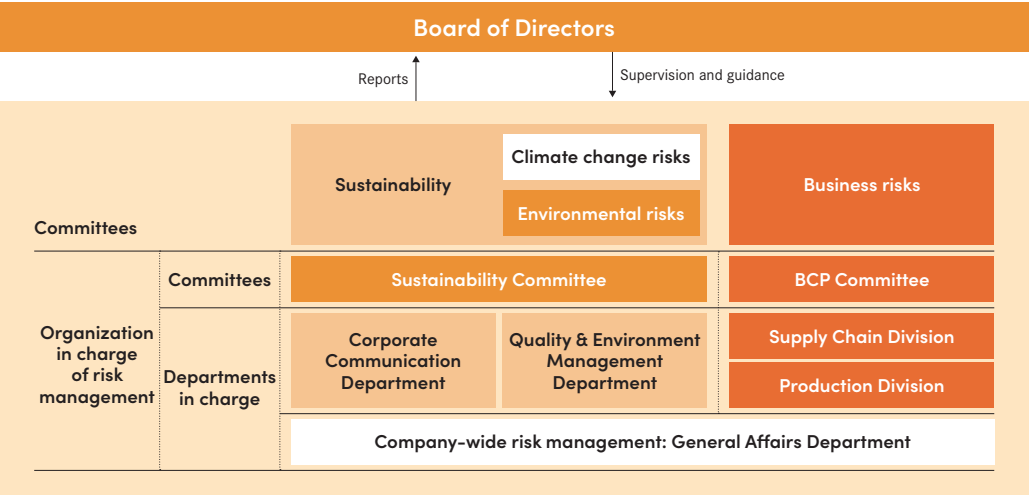 Board of Directors
Reports
Supervision and guidance
Sustainability
Climate change risks
Environmental risks
Business risks
Committees
Organization
in charge
of risk
management
Committees
Sustainability Committee
BCP Committee
Departments
in charge
Corporate
Communication
Department
Quality & Environment
Management
Department
Supply Chain Division
Production Division
Company-wide risk management: General Affairs Department